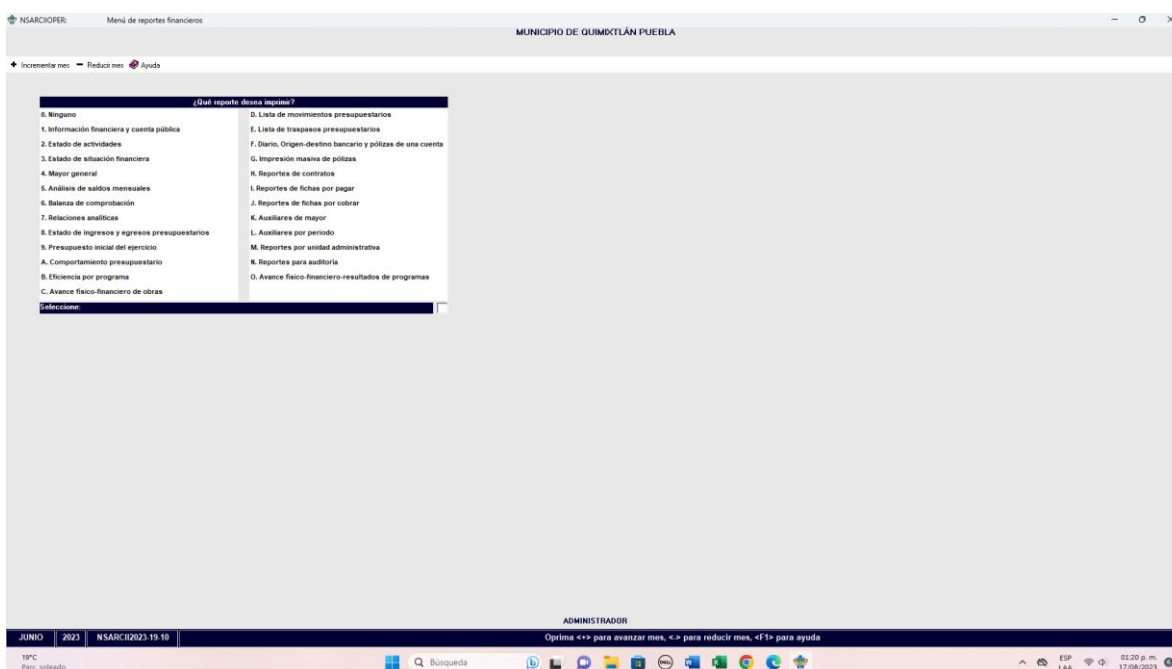 NSARCIIOPER: Menú de reportes financieros
MUNICIPIO DE QUIMIXTLÁN PUEBLA
Incrementar mes Reducir mes Ayuda
¿Qué reporte desea imprimir?
0. Ninguno
1. Información financiera y cuenta pública
2. Estado de actividades
3. Estado de situación financiera
4. Mayor general
5. Análisis de saldos mensuales
6. Balanza de comprobación
7. Relaciones analíticas
8. Estado de ingresos y egresos presupuestarios
9. Presupuesto inicial del ejercicio
A. Comportamiento presupuestario
B. Eficiencia por programa
C. Avance físico-financiero de obras
D. Lista de movimientos presupuestarios
E. Lista de traspasos presupuestarios
F. Diario, Origen-destino bancario y pólizas de una cuenta
G. Impresión masiva de pólizas
H. Reportes de contratos
I. Reportes de fichas por pagar
J. Reportes de fichas por cobrar
K. Auxiliares de mayor
L. Auxiliares por periodo
M. Reportes por unidad administrativa
N. Reportes para auditoría
O. Avance físico-financiero-resultados de programas
Seleccione:
ADMINISTRADOR
JUNIO 2023 NSARCII2023-19-10 Oprima <+> para avanzar mes, <-> para reducir mes, <F1> para ayuda
19°C
Parc. soleado
Búsqueda
ESP
LAA
01:20 p. m.
17/08/2023